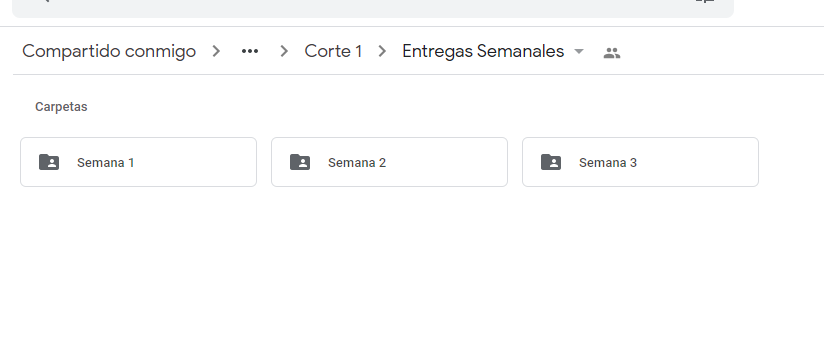 Compartido conmigo > ••• > Corte 1 > Entregas Semanales
Carpetas
Semana 1
Semana 2
Semana 3